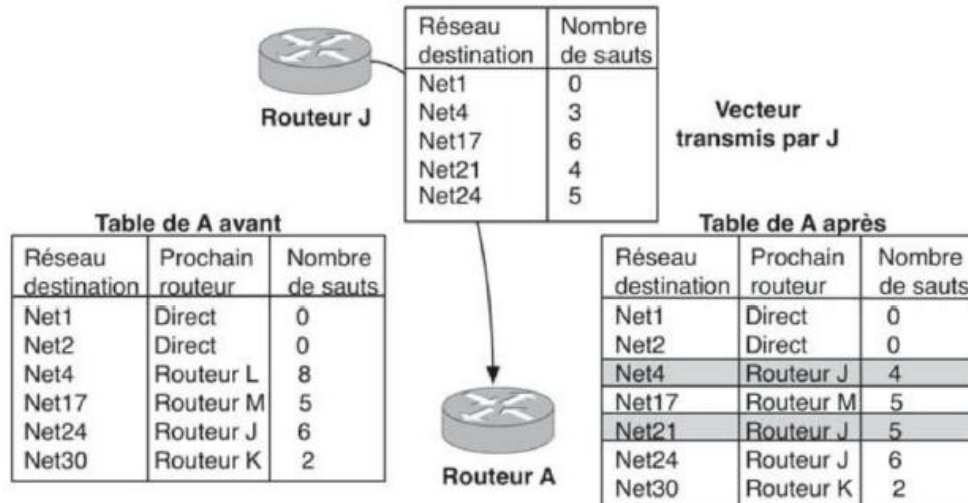 Réseau destination | Nombre de sauts
Net1 | 0
Net4 | 3
Net17 | 6
Net21 | 4
Net24 | 5
Routeur J
Vecteur
transmis par J
Table de A avant
Réseau destination | Prochain routeur | Nombre de sauts
Net1 | Direct | 0
Net2 | Direct | 0
Net4 | Routeur L | 8
Net17 | Routeur M | 5
Net24 | Routeur J | 6
Net30 | Routeur K | 2
Routeur A
Table de A après
Réseau destination | Prochain routeur | Nombre de sauts
Net1 | Direct | 0
Net2 | Direct | 0
Net4 | Routeur J | 4
Net17 | Routeur M | 5
Net21 | Routeur J | 5
Net24 | Routeur J | 6
Net30 | Routeur K | 2